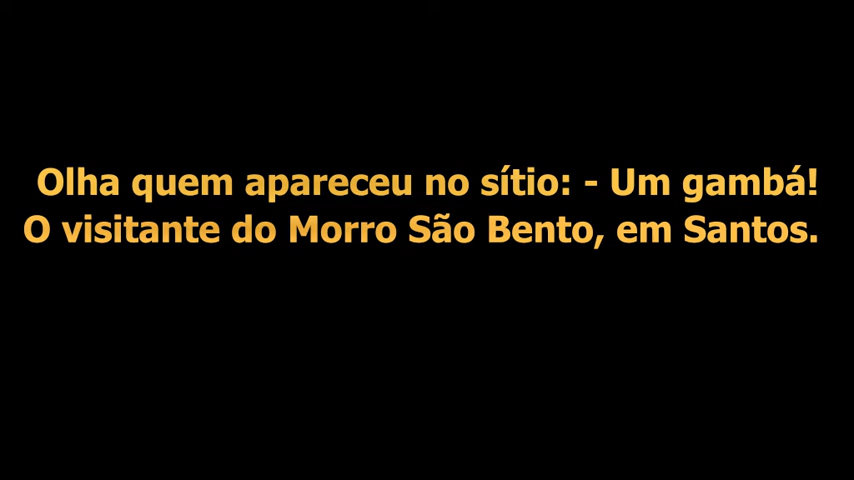 Olha quem apareceu no sítio: - Um gambá!
O visitante do Morro São Bento, em Santos.